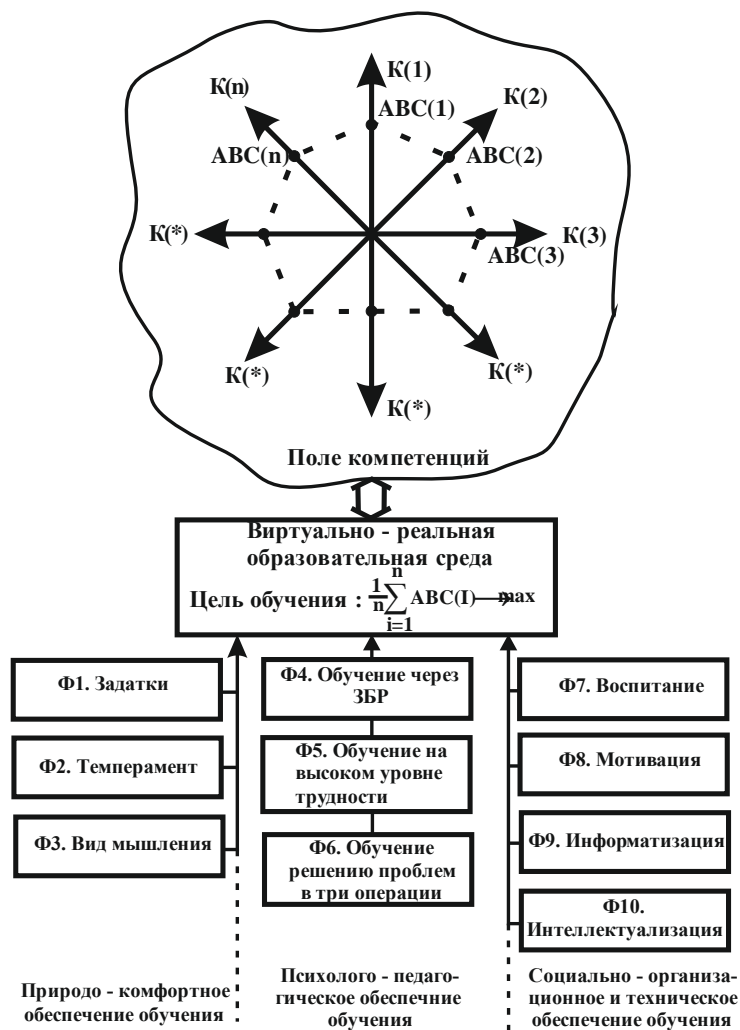 К(1)
К(n)
К(2)
АВС(1)
АВС(n)
АВС(2)
К(*)
К(3)
АВС(3)
К(*)
К(*)
К(*)
Поле компетенций
Виртуально - реальная
образовательная среда
Цель обучения : 1/n n∑i=1 АВС(I) → max
Ф1. Задатки
Ф2. Темперамент
Ф3. Вид мышления
Ф4. Обучение через
ЗБР
Ф5. Обучение на
высоком уровне
трудности
Ф6. Обучение
решению проблем
в три операции
Ф7. Воспитание
Ф8. Мотивация
Ф9. Информатизация
Ф10.
Интеллектуализация
Природо - комфортное
обеспечение обучения
Психолого - педаго-
гическое обеспечние
обучения
Социально - организа-
ционное и техническое
обеспечение обучения